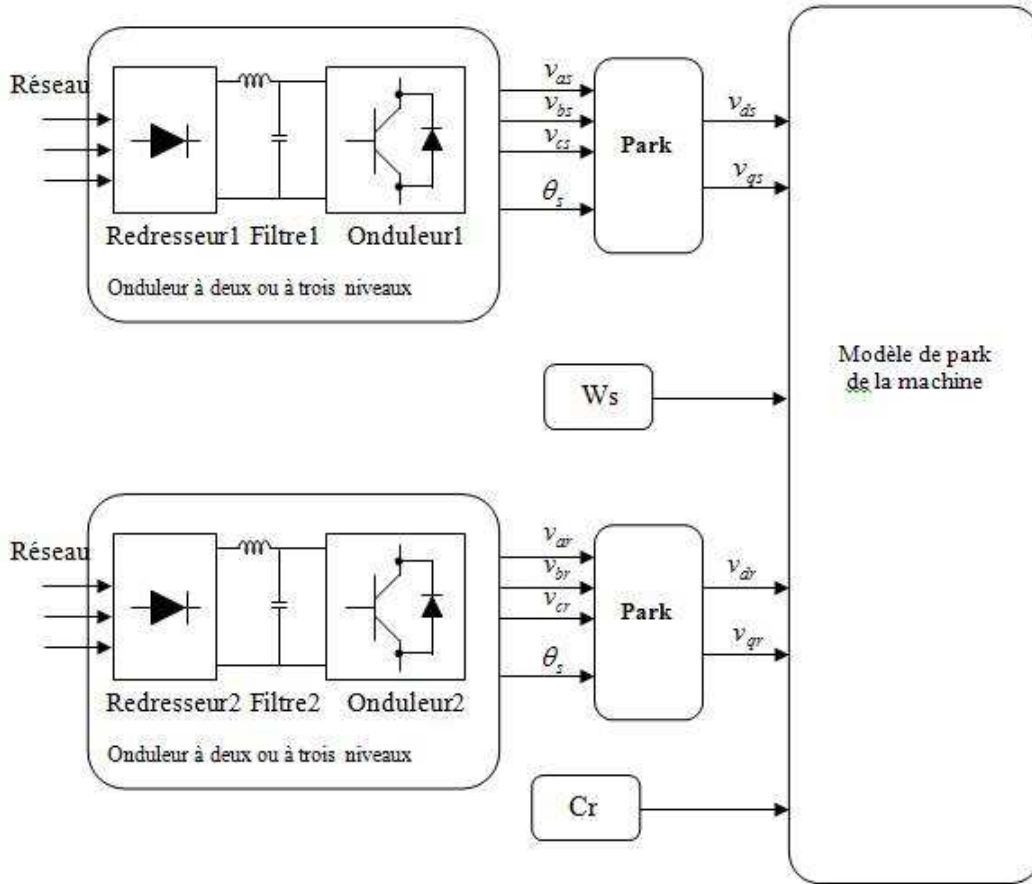 Réseau
Redresseur1 Filtre1 Onduleur1
Onduleur à deux ou à trois niveaux
v_as
v_bs
v_cs
θ_s
Park
v_ds
v_qs
Ws
Modèle de park
de la machine
Réseau
Redresseur2 Filtre2 Onduleur2
Onduleur à deux ou à trois niveaux
v_ar
v_br
v_cr
θ_s
Park
v_dr
v_qr
Cr